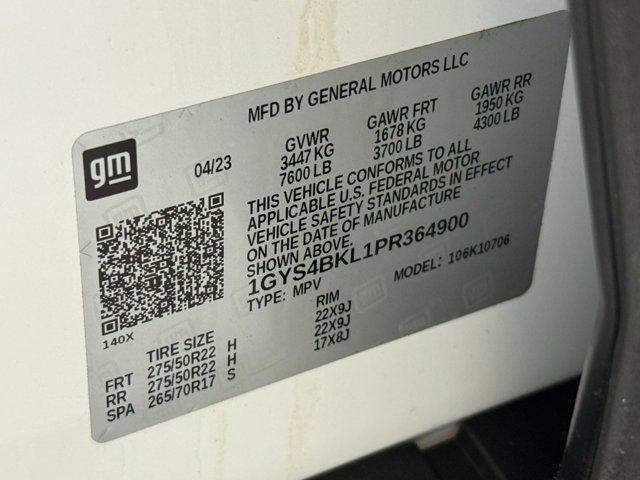 MFD BY GENERAL MOTORS LLC
gm
04/23
GVWR GAWR FRT GAWR RR
3447 KG 1678 KG 1950 KG
7600 LB 3700 LB 4300 LB
THIS VEHICLE CONFORMS TO ALL
APPLICABLE U.S. FEDERAL MOTOR
VEHICLE SAFETY STANDARDS IN EFFECT
ON THE DATE OF MANUFACTURE
SHOWN ABOVE.
1GYS4BKL1PR364900
TYPE: MPV MODEL: 106K10706
140X
TIRE SIZE RIM
FRT 275/50R22 H 22X9J
RR 275/50R22 H 22X9J
SPA 265/70R17 S 17X8J